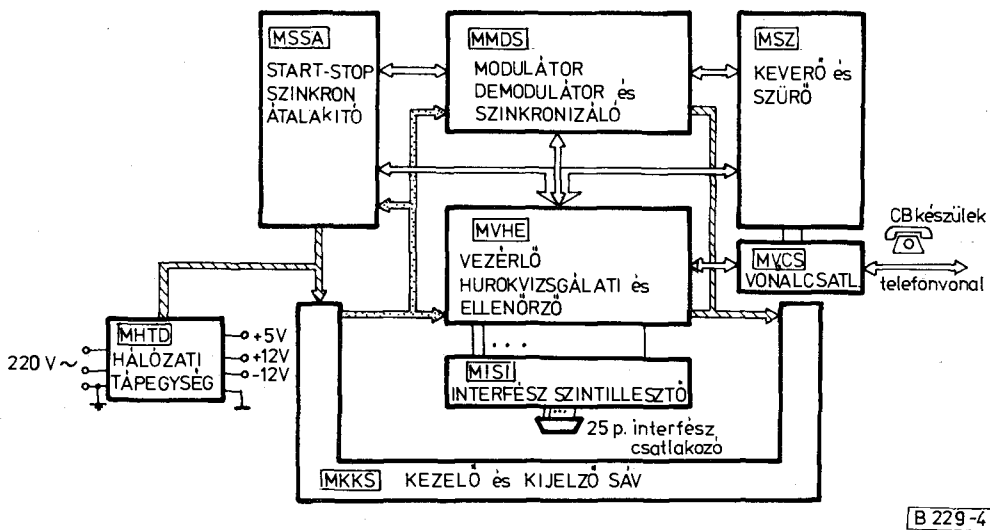 MSSA
START-STOP
SZINKRON
ÁTALAKITÓ
MMDS
MODULÁTOR
DEMODULÁTOR és
SZINKRONIZÁLÓ
MSZ
KEVERŐ és
SZÜRŐ
MVHE
VEZÉRLŐ
HUROKVIZSGÁLATI és
ELLENŐRZŐ
CB készülék
MVCS
VONALCSATL.
telefonvonal
MHTD
HÁLÓZATI
TÁPEGYSÉG
220 V ~
+5V
+12V
-12V
MISI
INTERFÉSZ SZINTILLESZTŐ
25 p. interfész
csatlakozó
MKKS KEZELŐ és KIJELZŐ SÁV
B 229-4